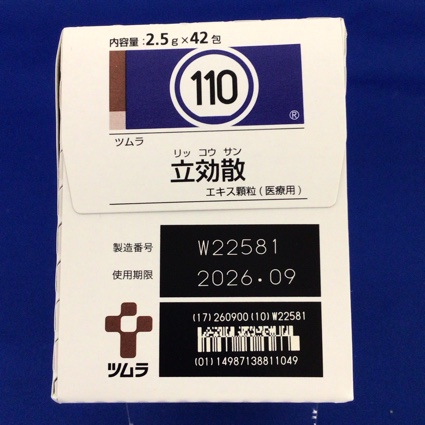 内容量:2.5g×42包
110
®
ツムラ
リッ コウ サン
立効散
エキス顆粒(医療用)
製造番号 W22581
使用期限 2026.09
(17)260900(10)W22581
(01)14987138811049
ツムラ